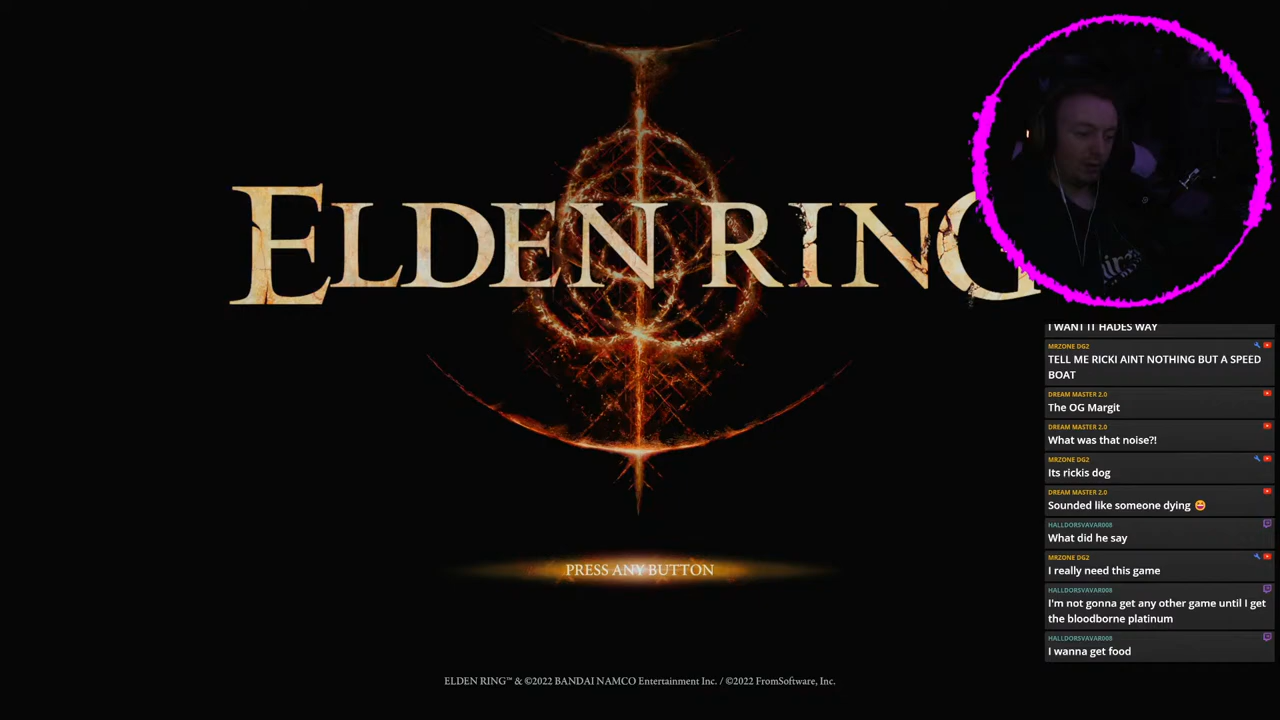 ELDEN RING
PRESS ANY BUTTON
ELDEN RING™ & ©2022 BANDAI NAMCO Entertainment Inc. / ©2022 FromSoftware, Inc.
I WANT IT HADES WAY
MRZONE DG2
TELL ME RICKI AINT NOTHING BUT A SPEED
BOAT
DREAM MASTER 2.0
The OG Margit
DREAM MASTER 2.0
What was that noise?!
MRZONE DG2
Its rickis dog
DREAM MASTER 2.0
Sounded like someone dying 😄
HALLDORSVAVAR008
What did he say
MRZONE DG2
I really need this game
HALLDORSVAVAR008
I'm not gonna get any other game until I get
the bloodborne platinum
HALLDORSVAVAR008
I wanna get food